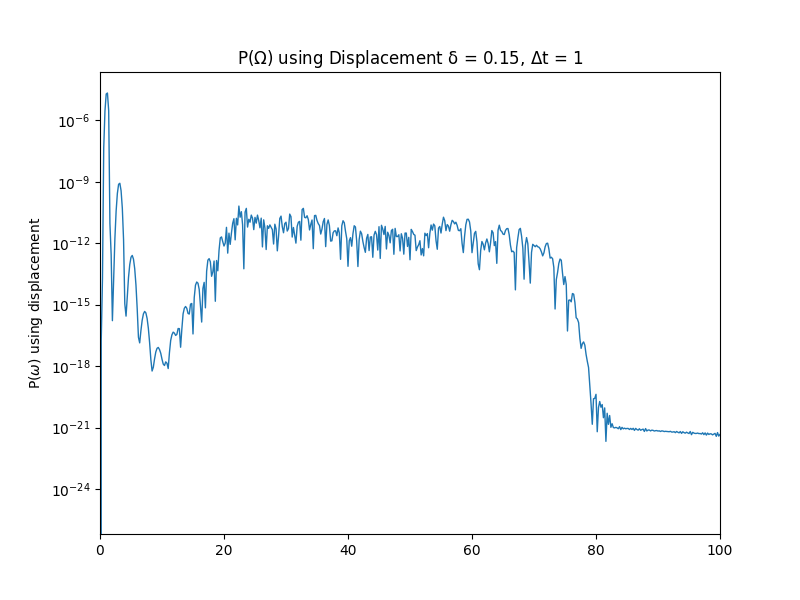 P(Ω) using Displacement δ = 0.15, Δt = 1
P(ω) using displacement
10⁻⁶
10⁻⁹
10⁻¹²
10⁻¹⁵
10⁻¹⁸
10⁻²¹
10⁻²⁴
0 20 40 60 80 100